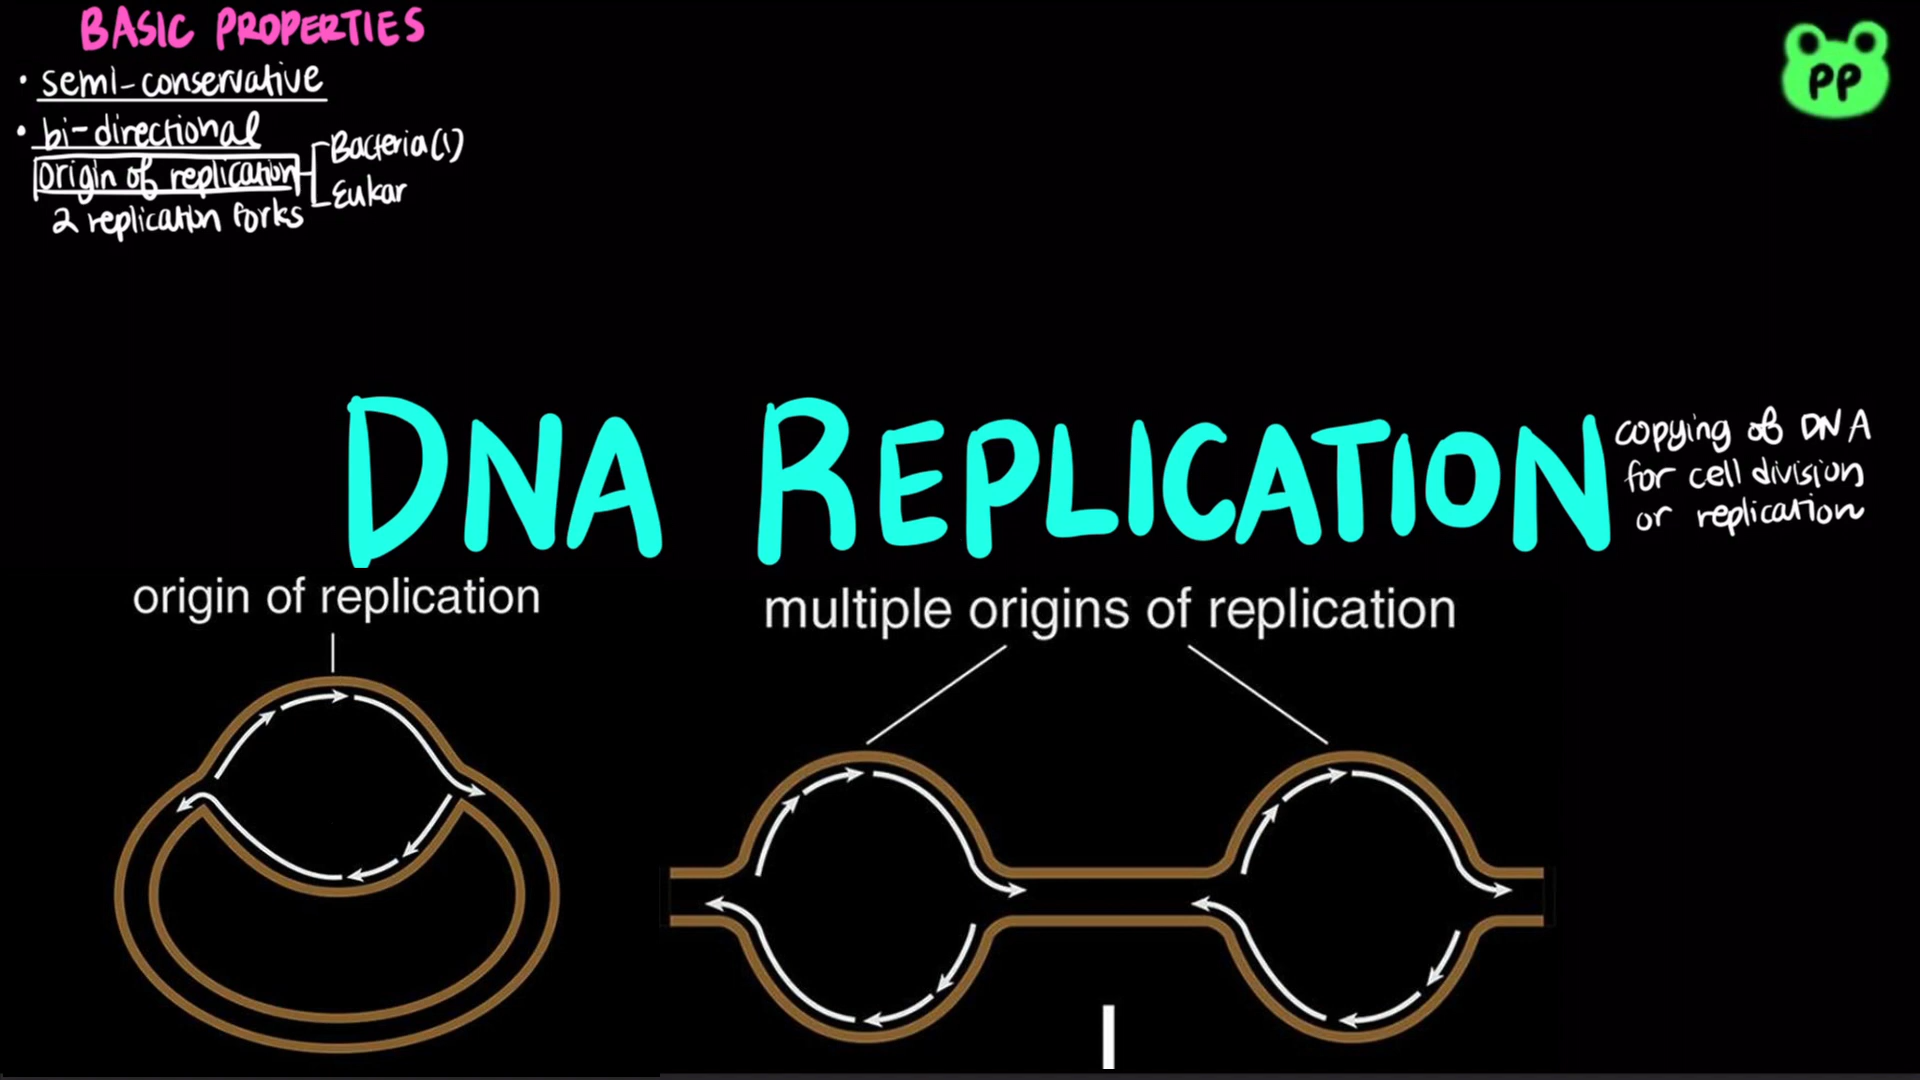 BASIC PROPERTIES
• semi-conservative
• bi-directional
origin of replication
Bacteria (1)
Eukar
2 replication forks
PP
DNA REPLICATION
copying of DNA
for cell division
or replication
origin of replication
multiple origins of replication